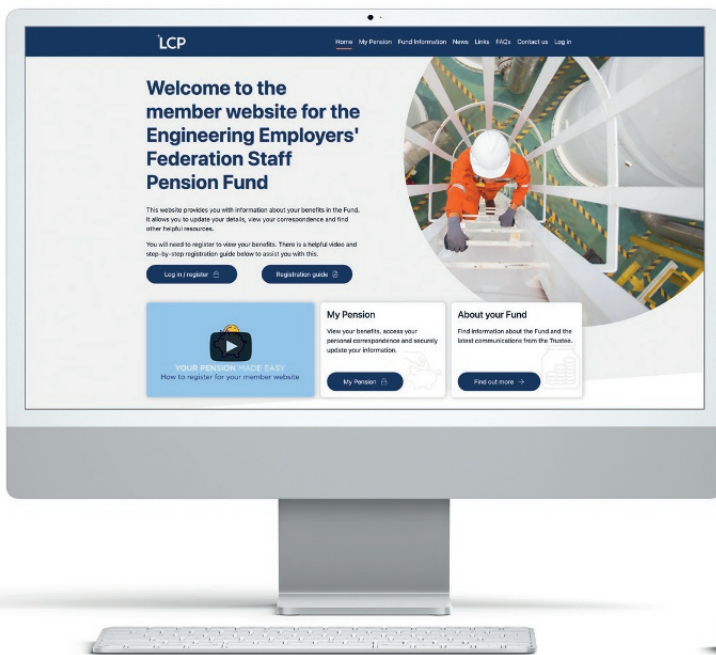 LCP
Home My Pension Fund Information News Links FAQs Contact us Log in
Welcome to the
member website for the
Engineering Employers'
Federation Staff
Pension Fund
This website provides you with information about your benefits in the Fund.
It allows you to update your details, view your correspondence and find
other helpful resources.
You will need to register to view your benefits. There is a helpful video and
step-by-step registration guide below to assist you with this.
Log in / register
Registration guide
YOUR PENSION MADE EASY
How to register for your member website
My Pension
View your benefits, access your
personal correspondence and securely
update your information.
My Pension
About your Fund
Find information about the Fund and the
latest communications from the Trustee.
Find out more →